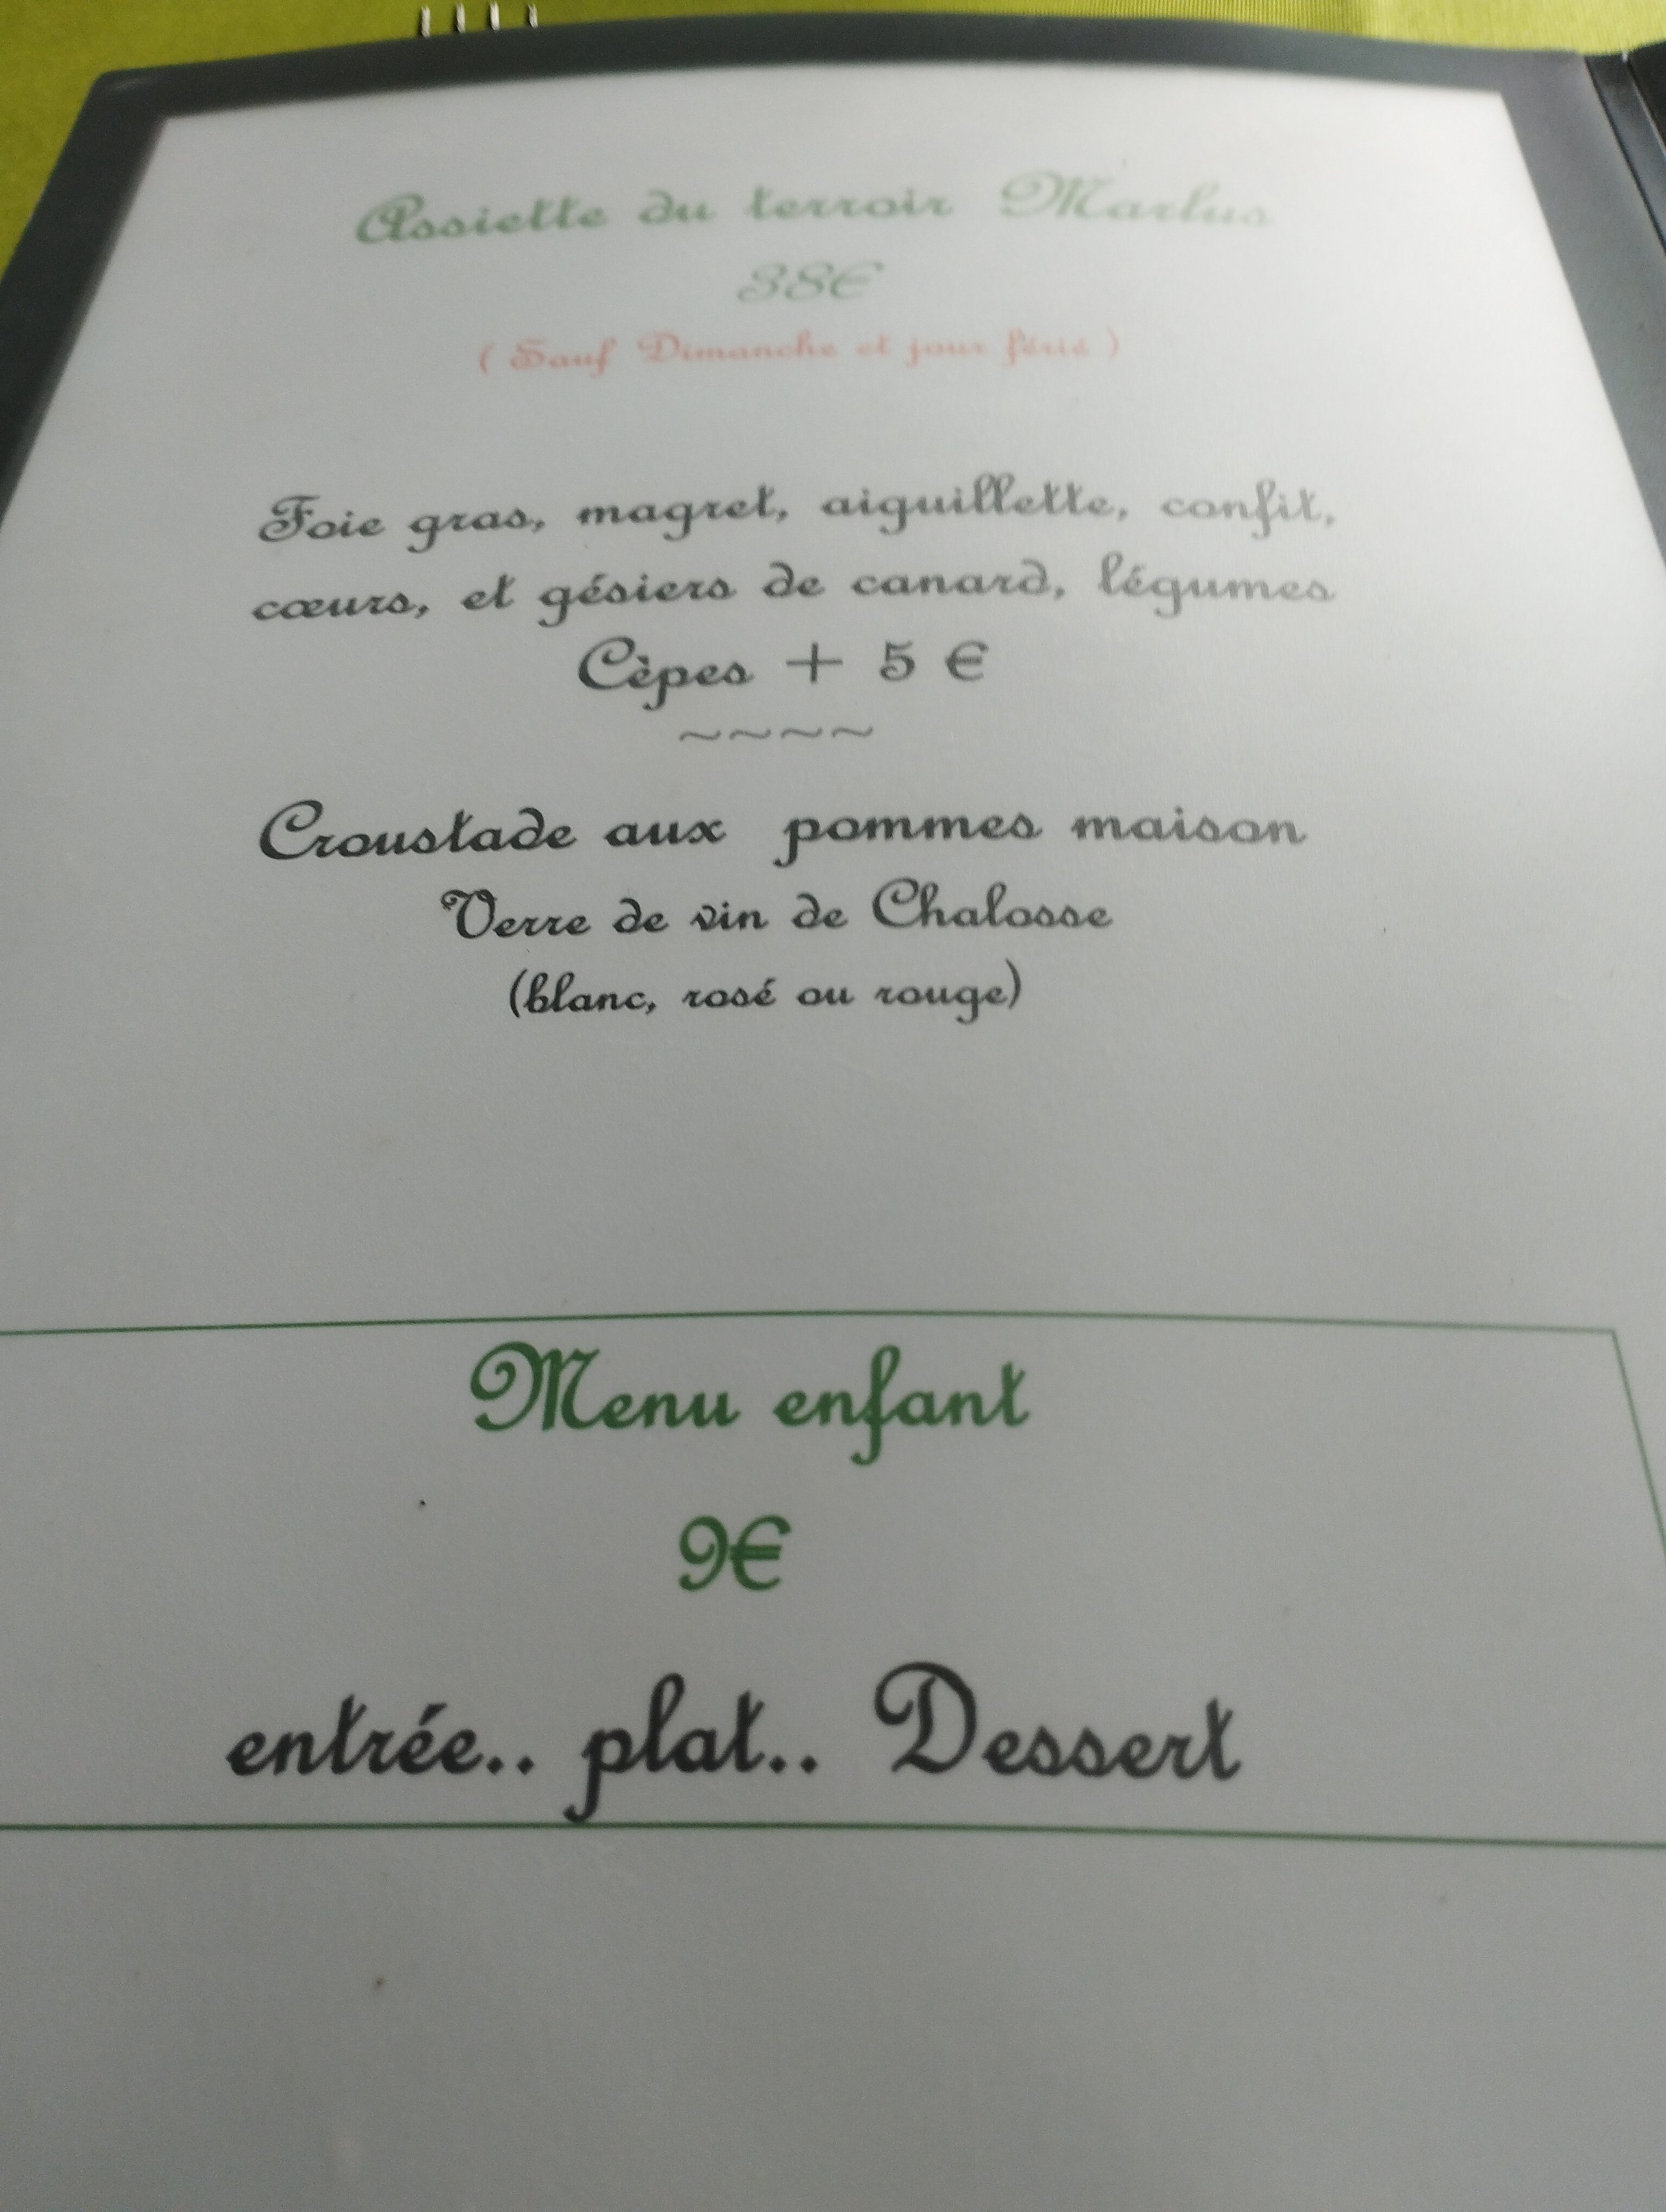 Assiette du terroir Marlus
38€
( Sauf Dimanche et jour férié )
Foie gras, magret, aiguillette, confit,
cœurs, et gésiers de canard, légumes
Cèpes + 5 €
~~~~
Croustade aux pommes maison
Verre de vin de Chalosse
(blanc, rosé ou rouge)
Menu enfant
9€
entrée.. plat.. Dessert